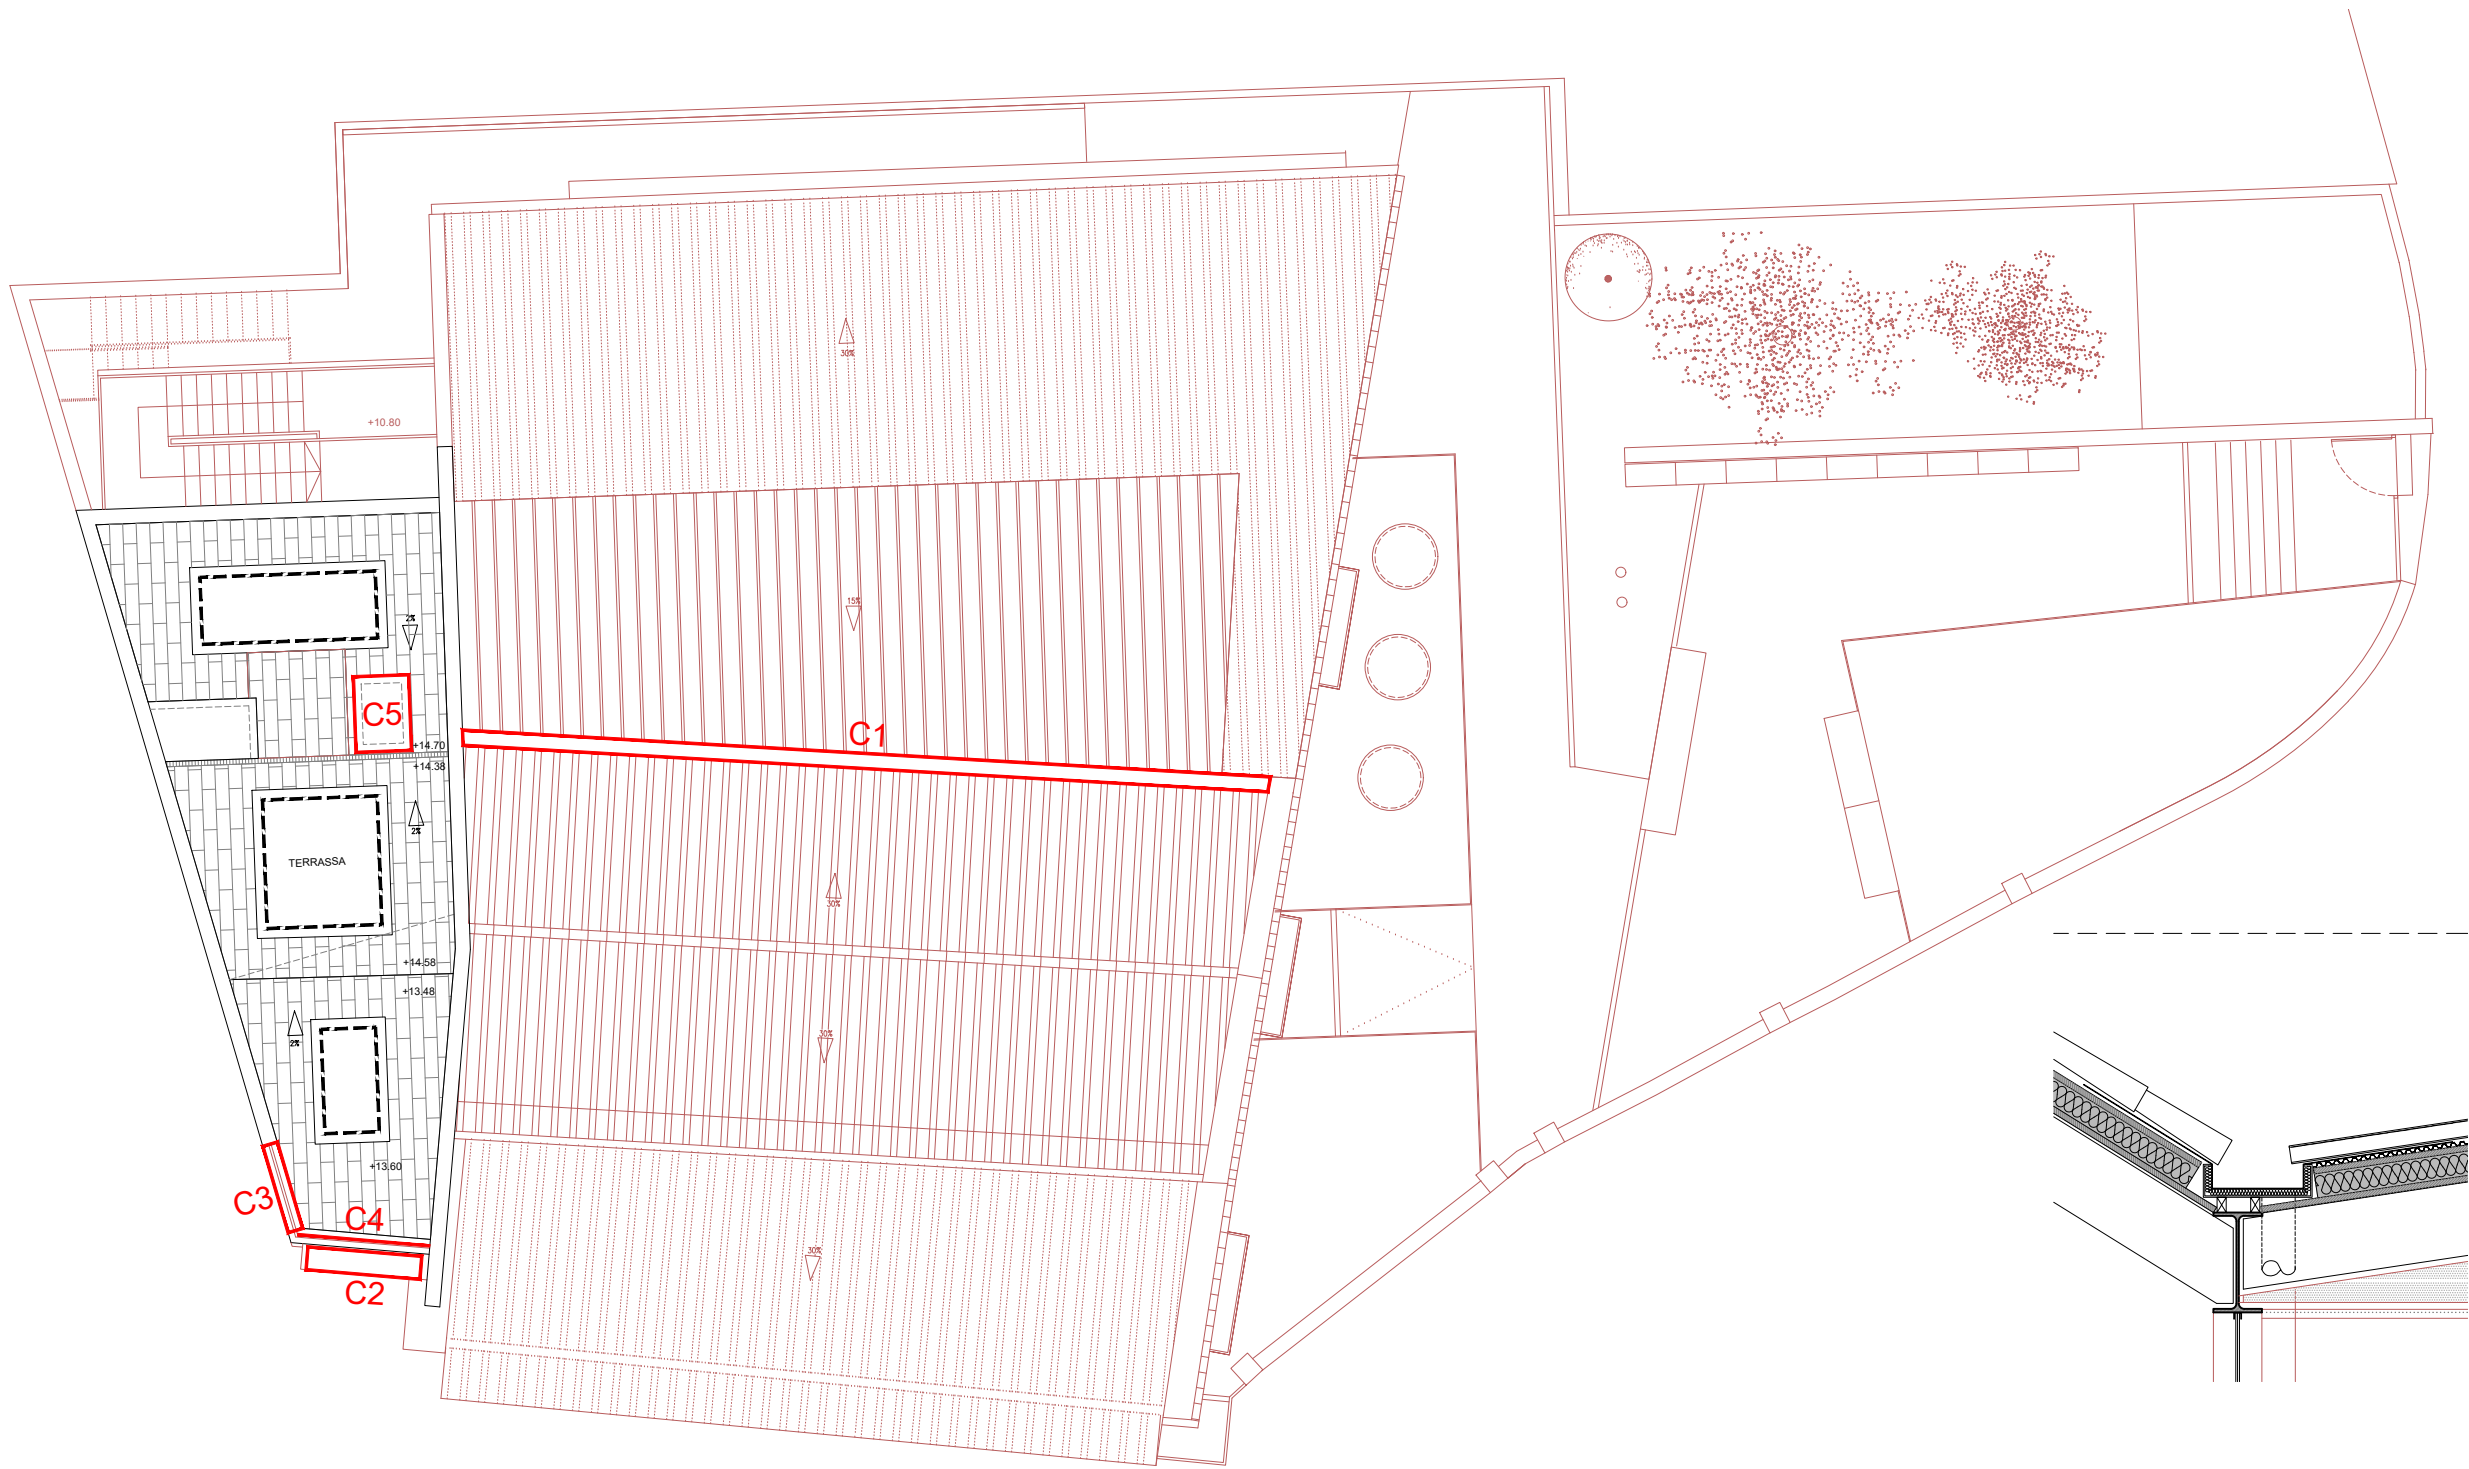 30%
+10.80
15%
2%
C5
C1
+14.70
+14.38
2%
TERRASSA
30%
+14.58
+13.48
2%
30%
+13.60
C3
C4
30%
C2